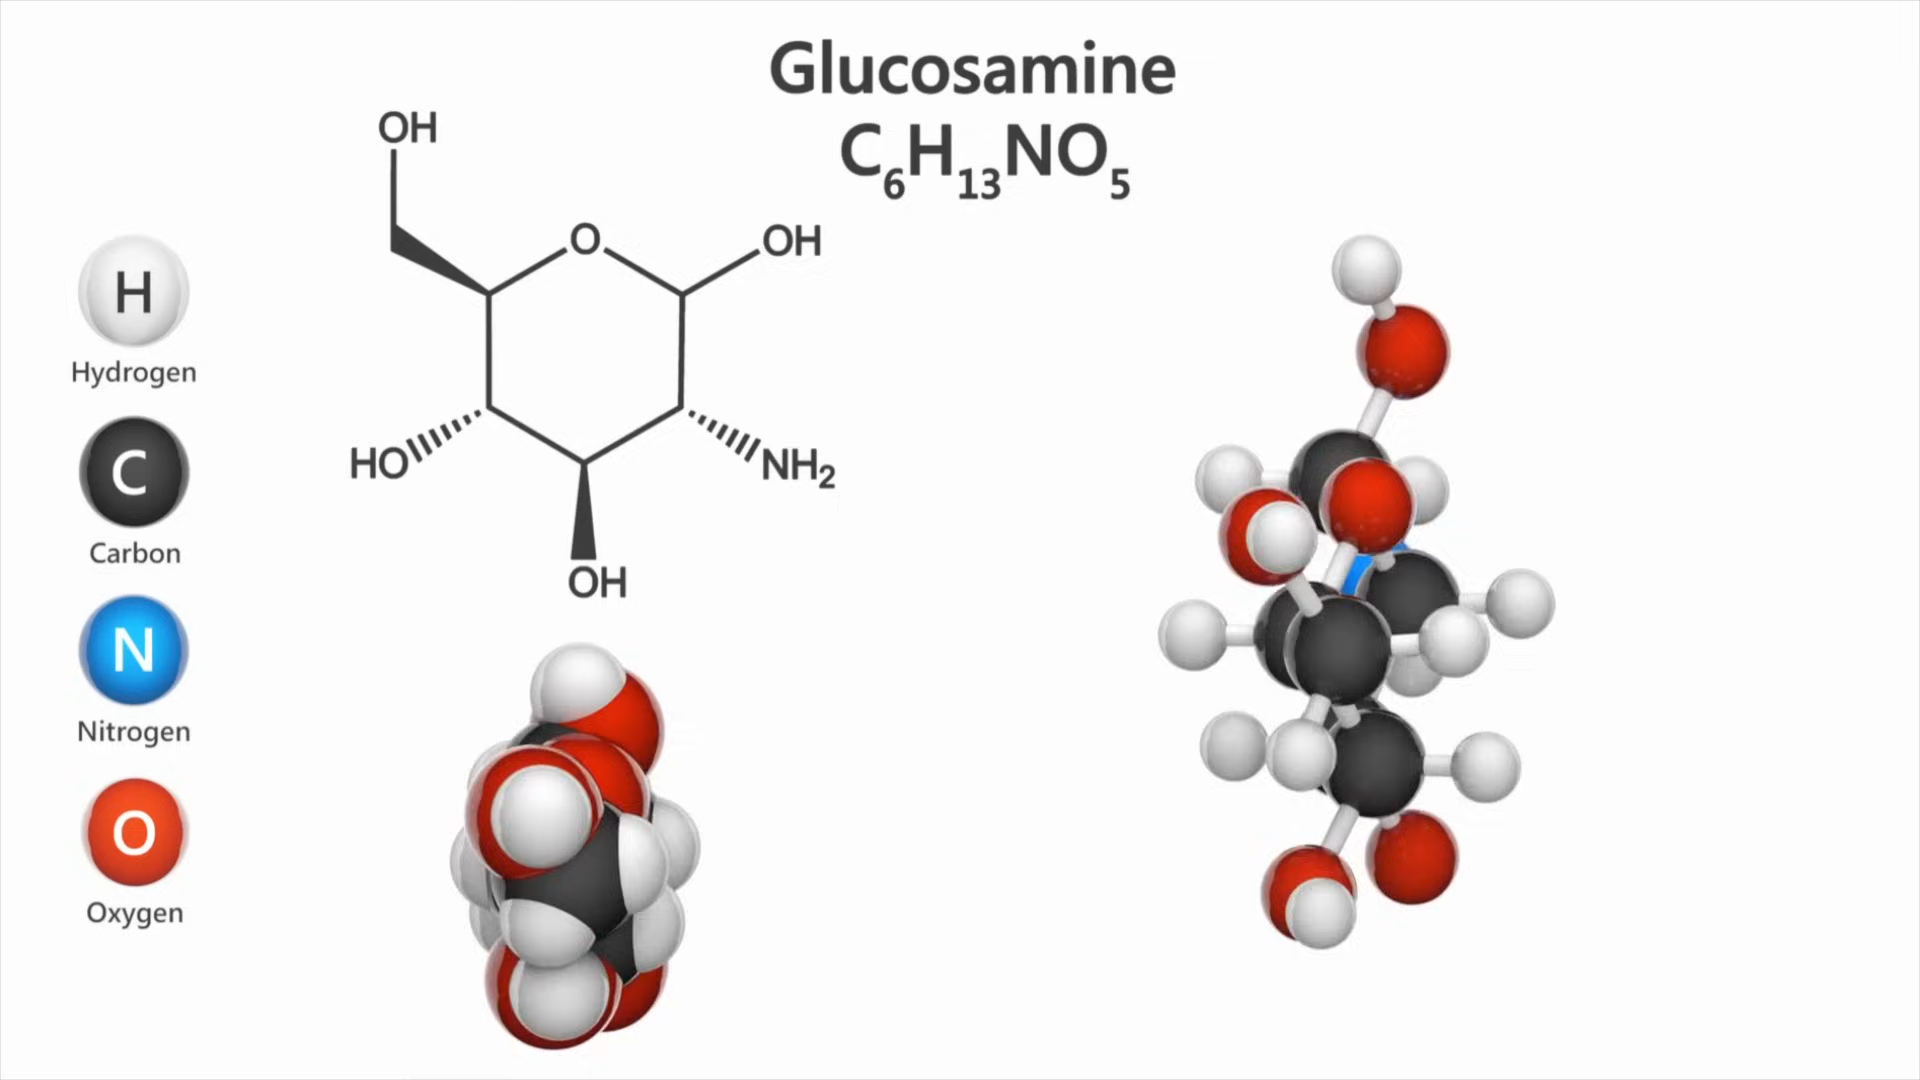 Glucosamine
C₆H₁₃NO₅
OH
O
OH
HO
NH₂
OH
H
Hydrogen
C
Carbon
N
Nitrogen
O
Oxygen